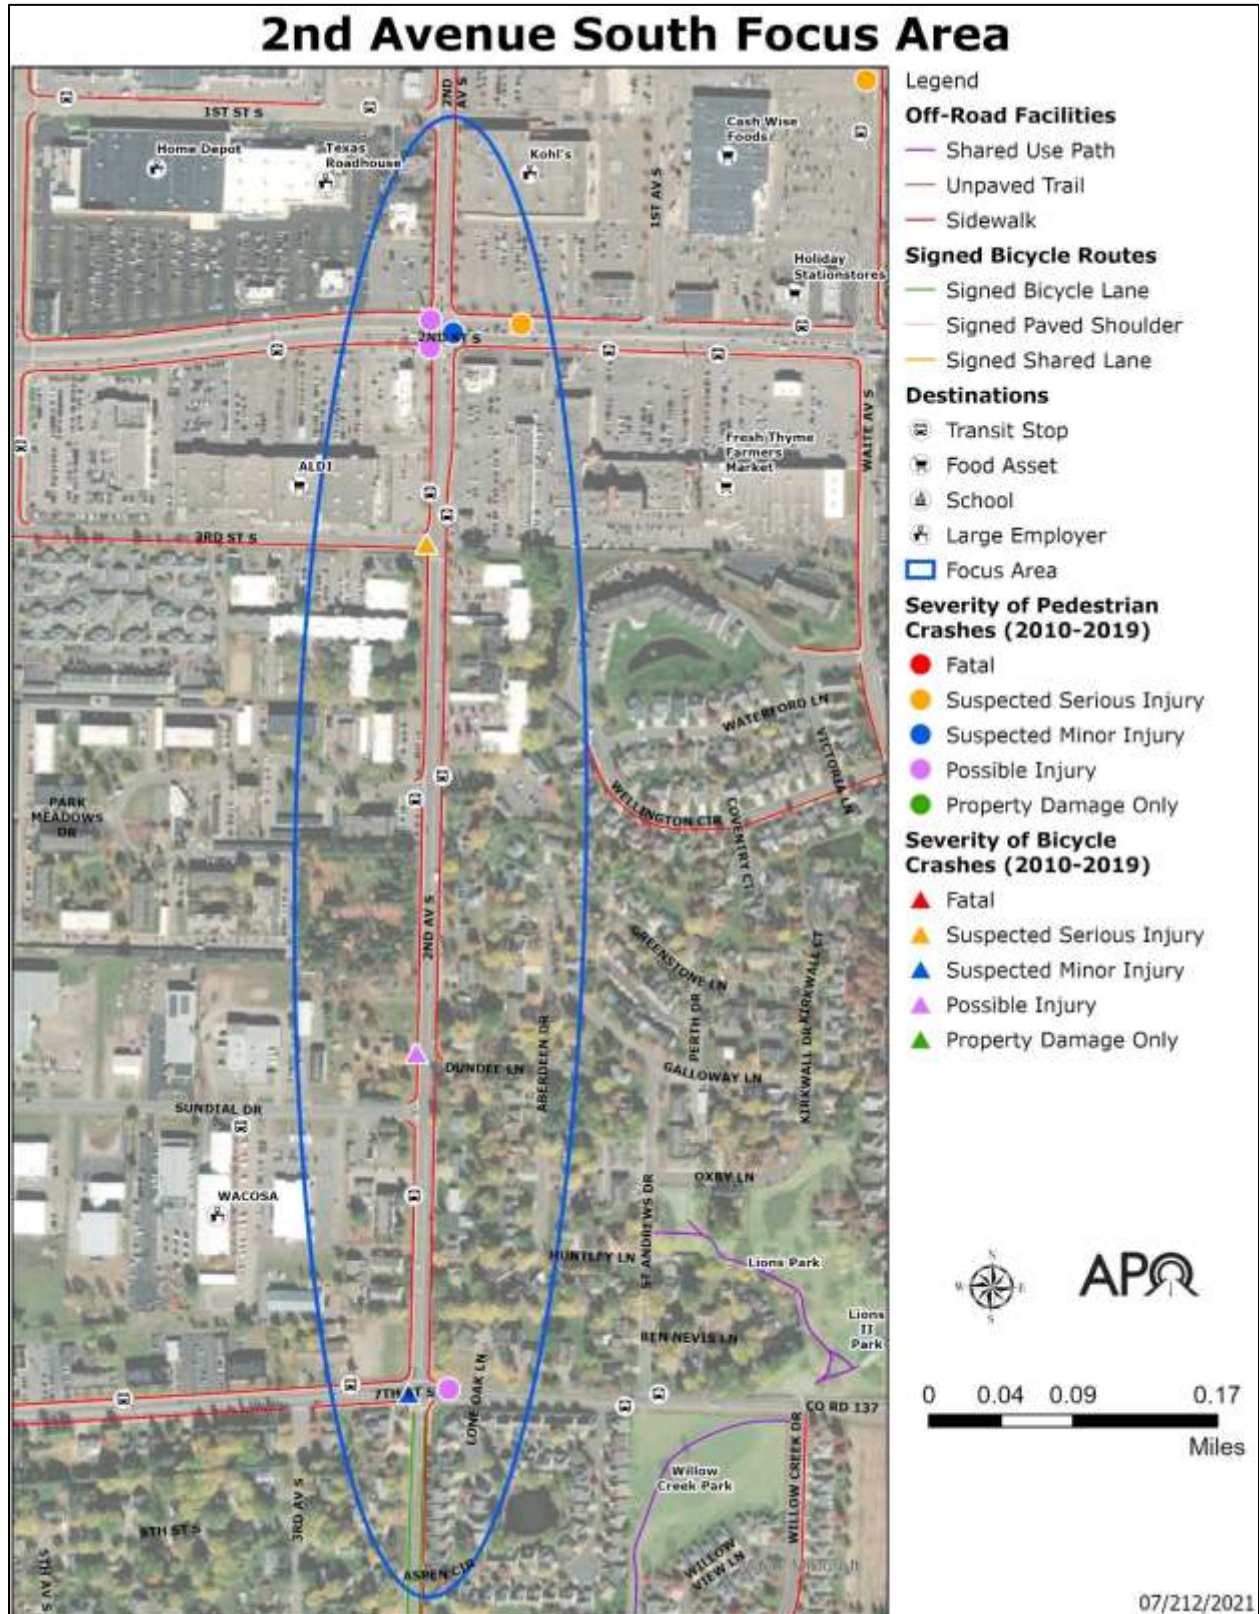 2nd Avenue South Focus Area
2ND
AV S
1ST ST S
Home Depot
Texas
Roadhouse
Kohl's
Cash Wise
Foods
1ST AV S
Holiday
Stationstores
2ND ST S
WAITE AV S
ALDI
Fresh Thyme
Farmers
Market
3RD ST S
WATERFORD LN
VICTORIA LN
WELLINGTON CIR
COVENTRY CT
PARK
MEADOWS
DR
2ND AV S
GREENSTONE LN
KIRKWALL CT
PERTH DR
KIRKWALL DR
ABERDEEN DR
DUNDEE LN
GALLOWAY LN
SUNDIAL DR
OXBY LN
WACOSA
ST ANDREWS DR
HUNTLEY LN
Lions Park
Lions
II
Park
BEN NEVIS LN
LONE OAK LN
7TH ST S
CO RD 137
WILLOW CREEK DR
Willow
Creek Park
3RD AV S
8TH ST S
5TH AV S
ASPEN CIR
WILLOW
VIEW LN
Legend
Off-Road Facilities
Shared Use Path
Unpaved Trail
Sidewalk
Signed Bicycle Routes
Signed Bicycle Lane
Signed Paved Shoulder
Signed Shared Lane
Destinations
Transit Stop
Food Asset
School
Large Employer
Focus Area
Severity of Pedestrian
Crashes (2010-2019)
Fatal
Suspected Serious Injury
Suspected Minor Injury
Possible Injury
Property Damage Only
Severity of Bicycle
Crashes (2010-2019)
Fatal
Suspected Serious Injury
Suspected Minor Injury
Possible Injury
Property Damage Only
N
W
E
S
APO
0 0.04 0.09 0.17
Miles
07/212/2021